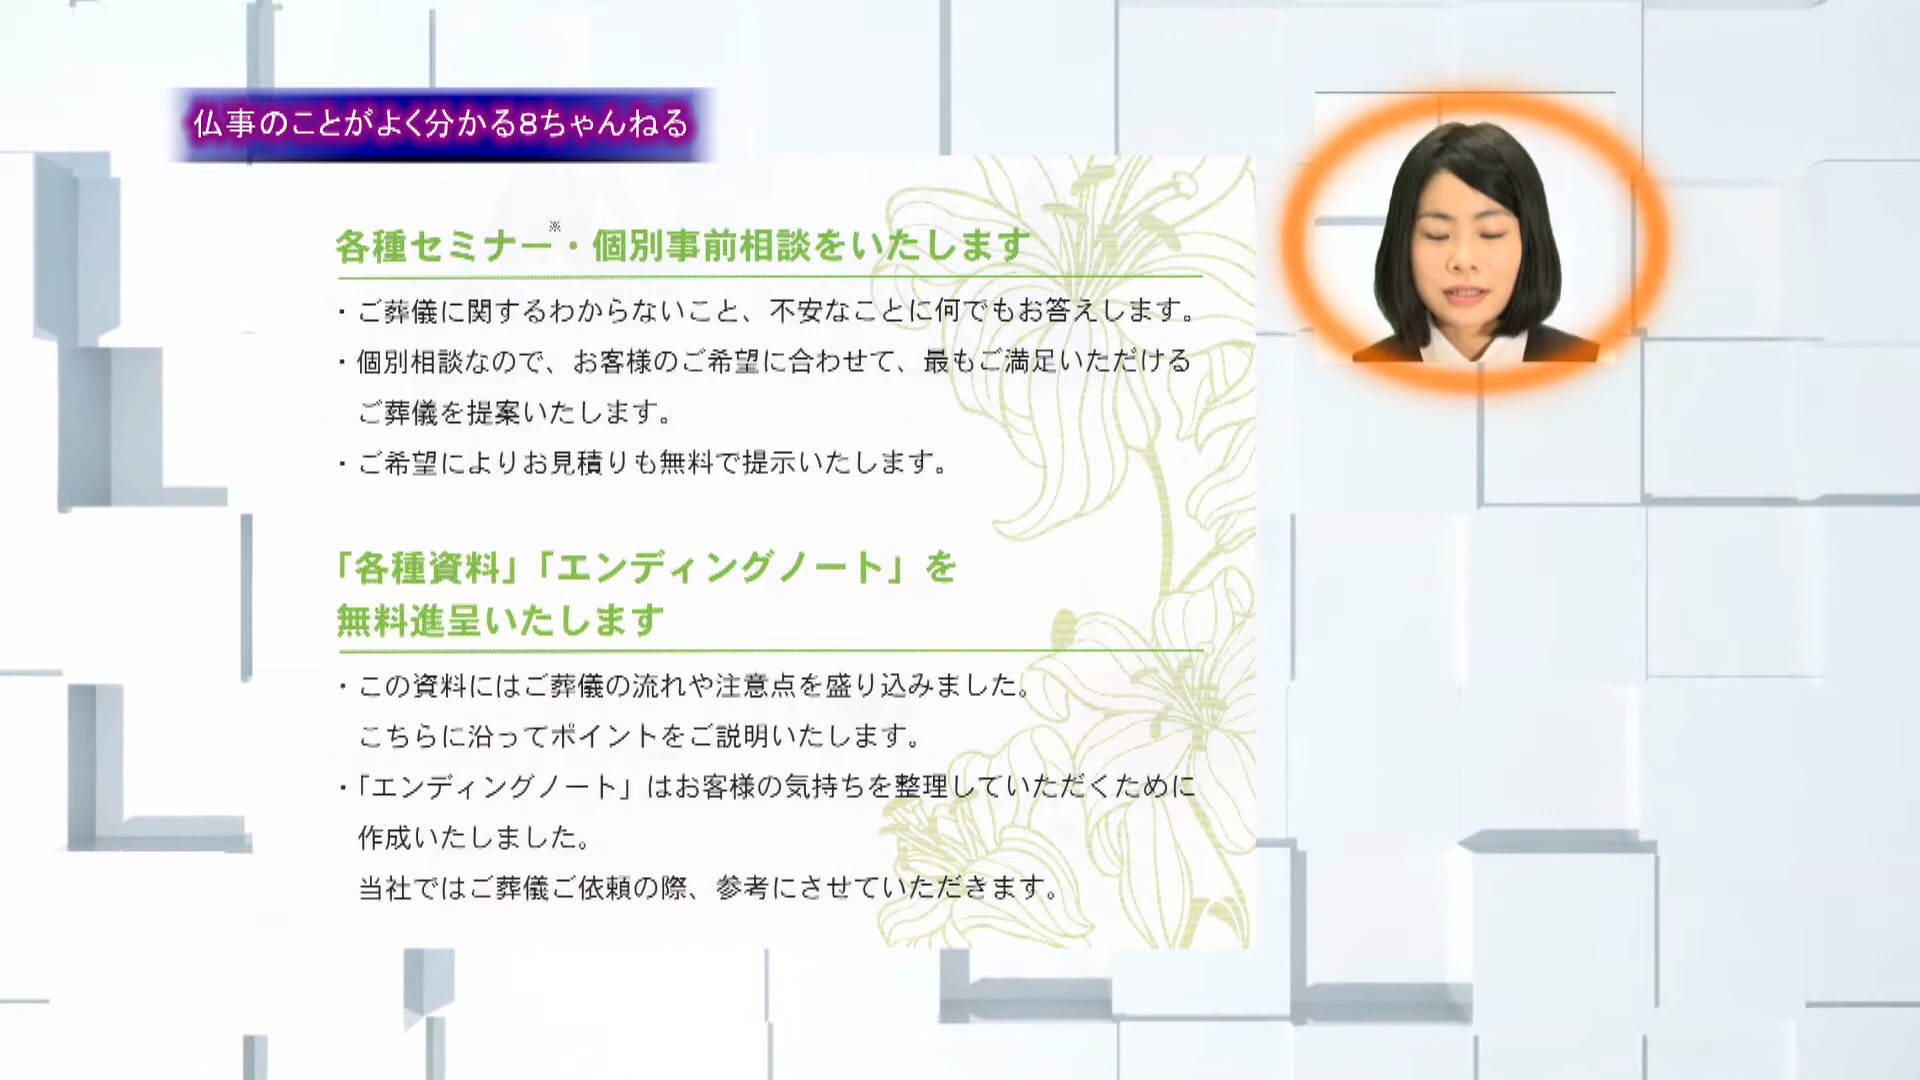 仏事のことがよく分かる8ちゃんねる
各種セミナー※・個別事前相談をいたします
・ご葬儀に関するわからないこと、不安なことに何でもお答えします。
・個別相談なので、お客様のご希望に合わせて、最もご満足いただける
ご葬儀を提案いたします。
・ご希望によりお見積りも無料で提示いたします。
「各種資料」「エンディングノート」を
無料進呈いたします
・この資料にはご葬儀の流れや注意点を盛り込みました。
こちらに沿ってポイントをご説明いたします。
・「エンディングノート」はお客様の気持ちを整理していただくために
作成いたしました。
当社ではご葬儀ご依頼の際、参考にさせていただきます。